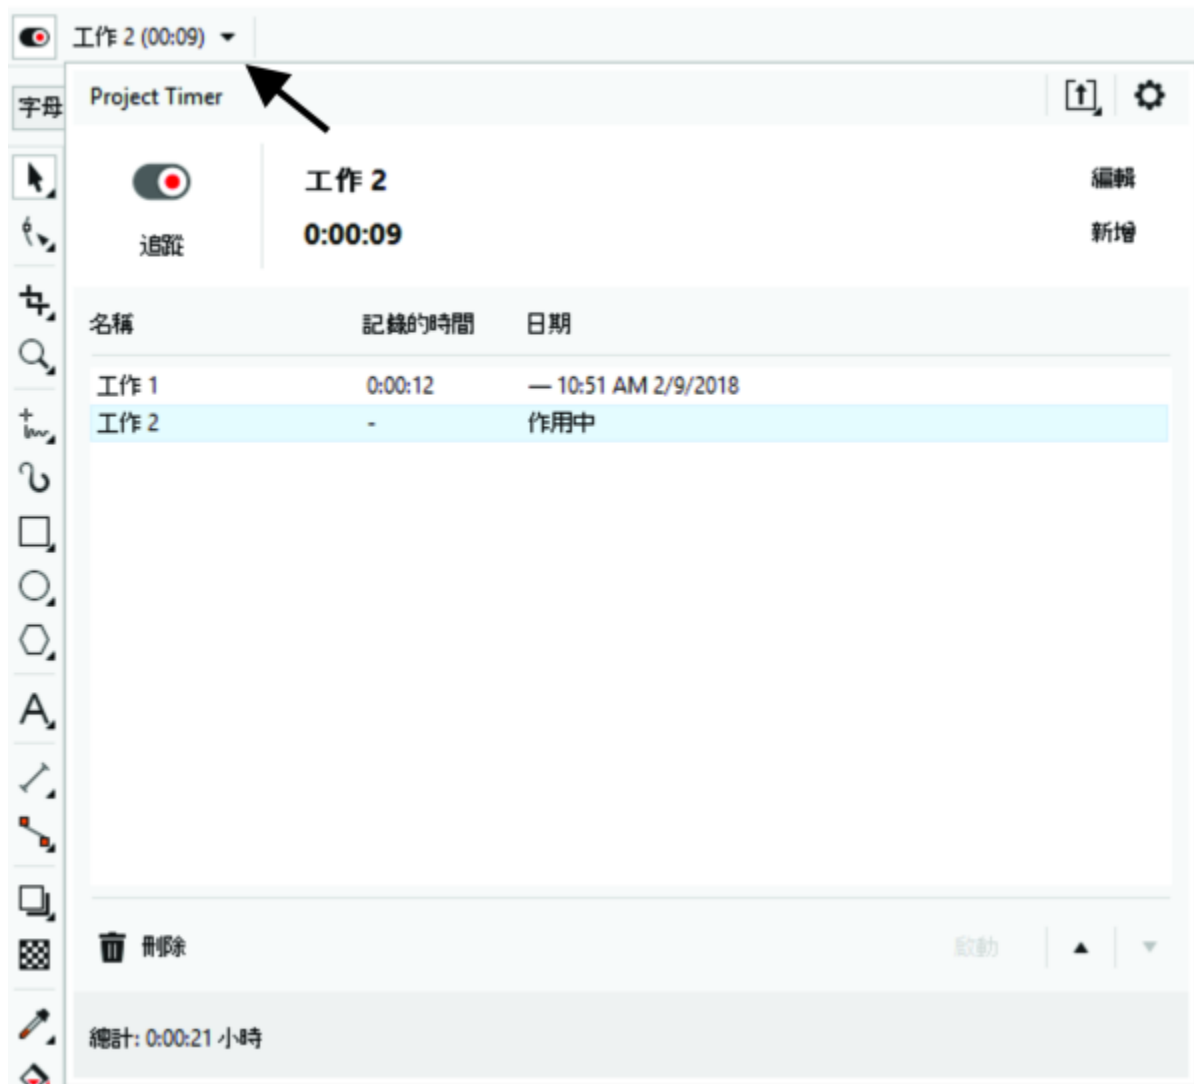 工作 2 (00:09)
字母
Project Timer
追蹤
工作 2
0:00:09
編輯
新增
名稱 記錄的時間 日期
工作 1 0:00:12 — 10:51 AM 2/9/2018
工作 2 - 作用中
刪除 啟動
總計: 0:00:21 小時